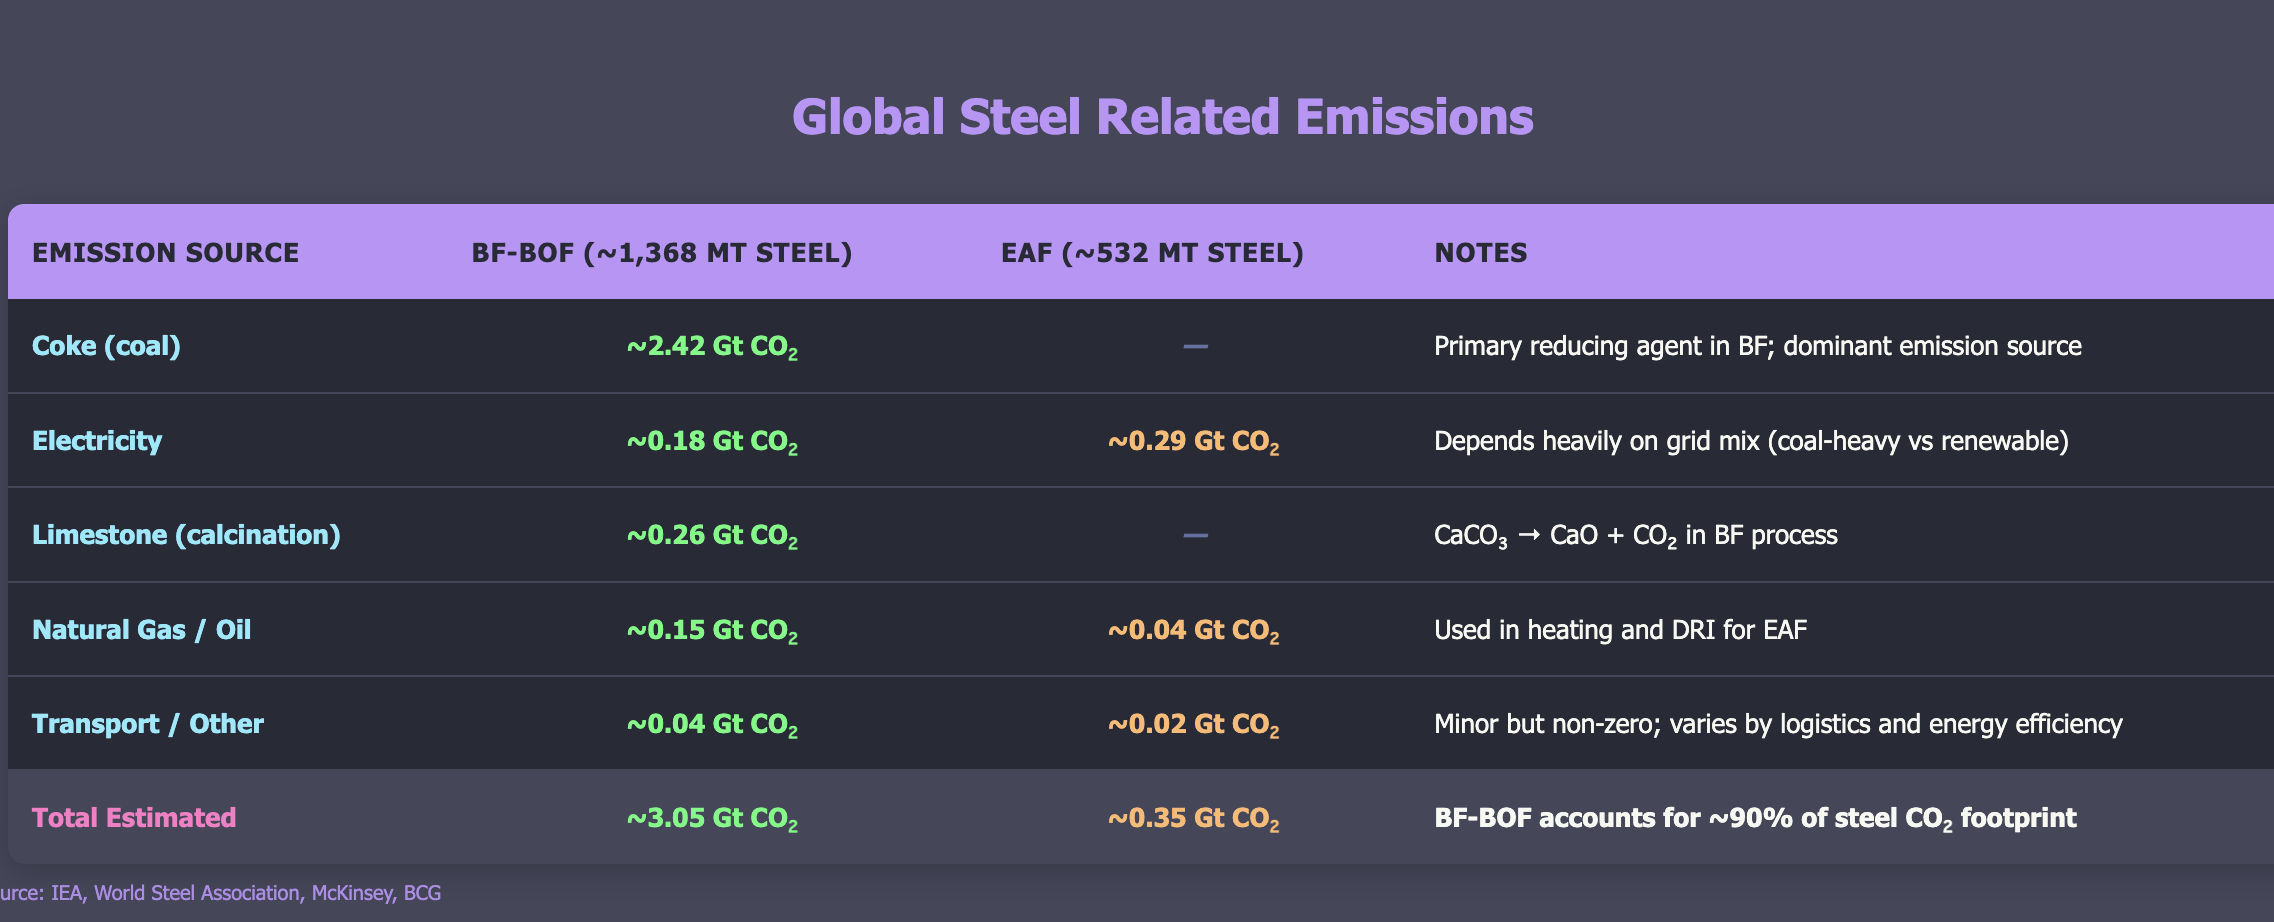 Global Steel Related Emissions
EMISSION SOURCE BF-BOF (~1,368 MT STEEL) EAF (~532 MT STEEL) NOTES
Coke (coal) ~2.42 Gt CO₂ — Primary reducing agent in BF; dominant emission source
Electricity ~0.18 Gt CO₂ ~0.29 Gt CO₂ Depends heavily on grid mix (coal-heavy vs renewable)
Limestone (calcination) ~0.26 Gt CO₂ — CaCO₃ → CaO + CO₂ in BF process
Natural Gas / Oil ~0.15 Gt CO₂ ~0.04 Gt CO₂ Used in heating and DRI for EAF
Transport / Other ~0.04 Gt CO₂ ~0.02 Gt CO₂ Minor but non-zero; varies by logistics and energy efficiency
Total Estimated ~3.05 Gt CO₂ ~0.35 Gt CO₂ BF-BOF accounts for ~90% of steel CO₂ footprint
urce: IEA, World Steel Association, McKinsey, BCG